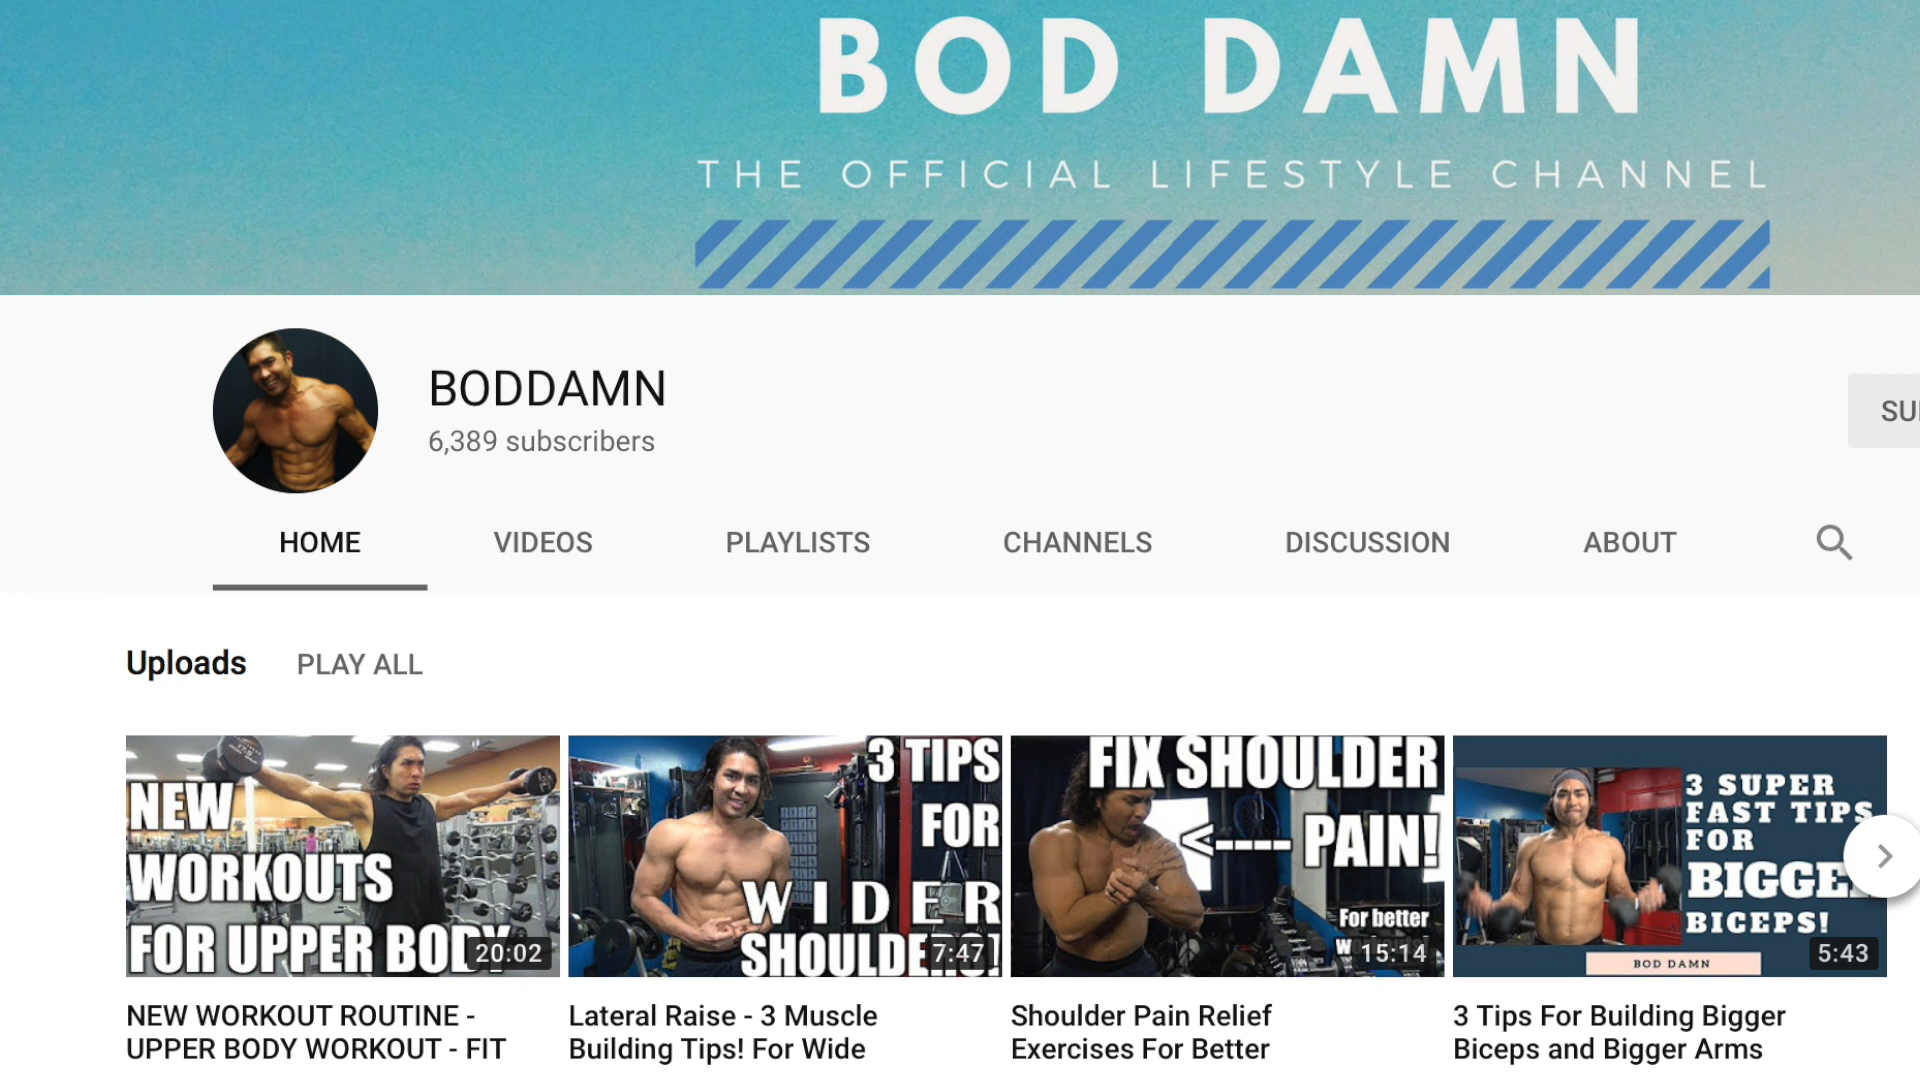 BOD DAMN
THE OFFICIAL LIFESTYLE CHANNEL
BODDAMN
6,389 subscribers
SU
HOME VIDEOS PLAYLISTS CHANNELS DISCUSSION ABOUT
Uploads PLAY ALL
NEW
WORKOUTS
FOR UPPER BODY
20:02
3 TIPS
FOR
WIDER
SHOULDERS!
7:47
FIX SHOULDER
<---- PAIN!
For better
W
15:14
3 SUPER
FAST TIPS
FOR
BIGGE
BICEPS!
BOD DAMN
5:43
NEW WORKOUT ROUTINE -
UPPER BODY WORKOUT - FIT
Lateral Raise - 3 Muscle
Building Tips! For Wide
Shoulder Pain Relief
Exercises For Better
3 Tips For Building Bigger
Biceps and Bigger Arms